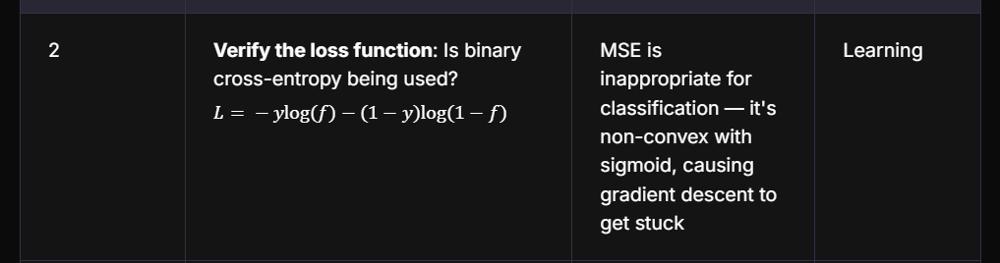 2
Verify the loss function: Is binary
cross-entropy being used?
L = − ylog(f) − (1 − y)log(1 − f)
MSE is
inappropriate for
classification — it's
non-convex with
sigmoid, causing
gradient descent to
get stuck
Learning